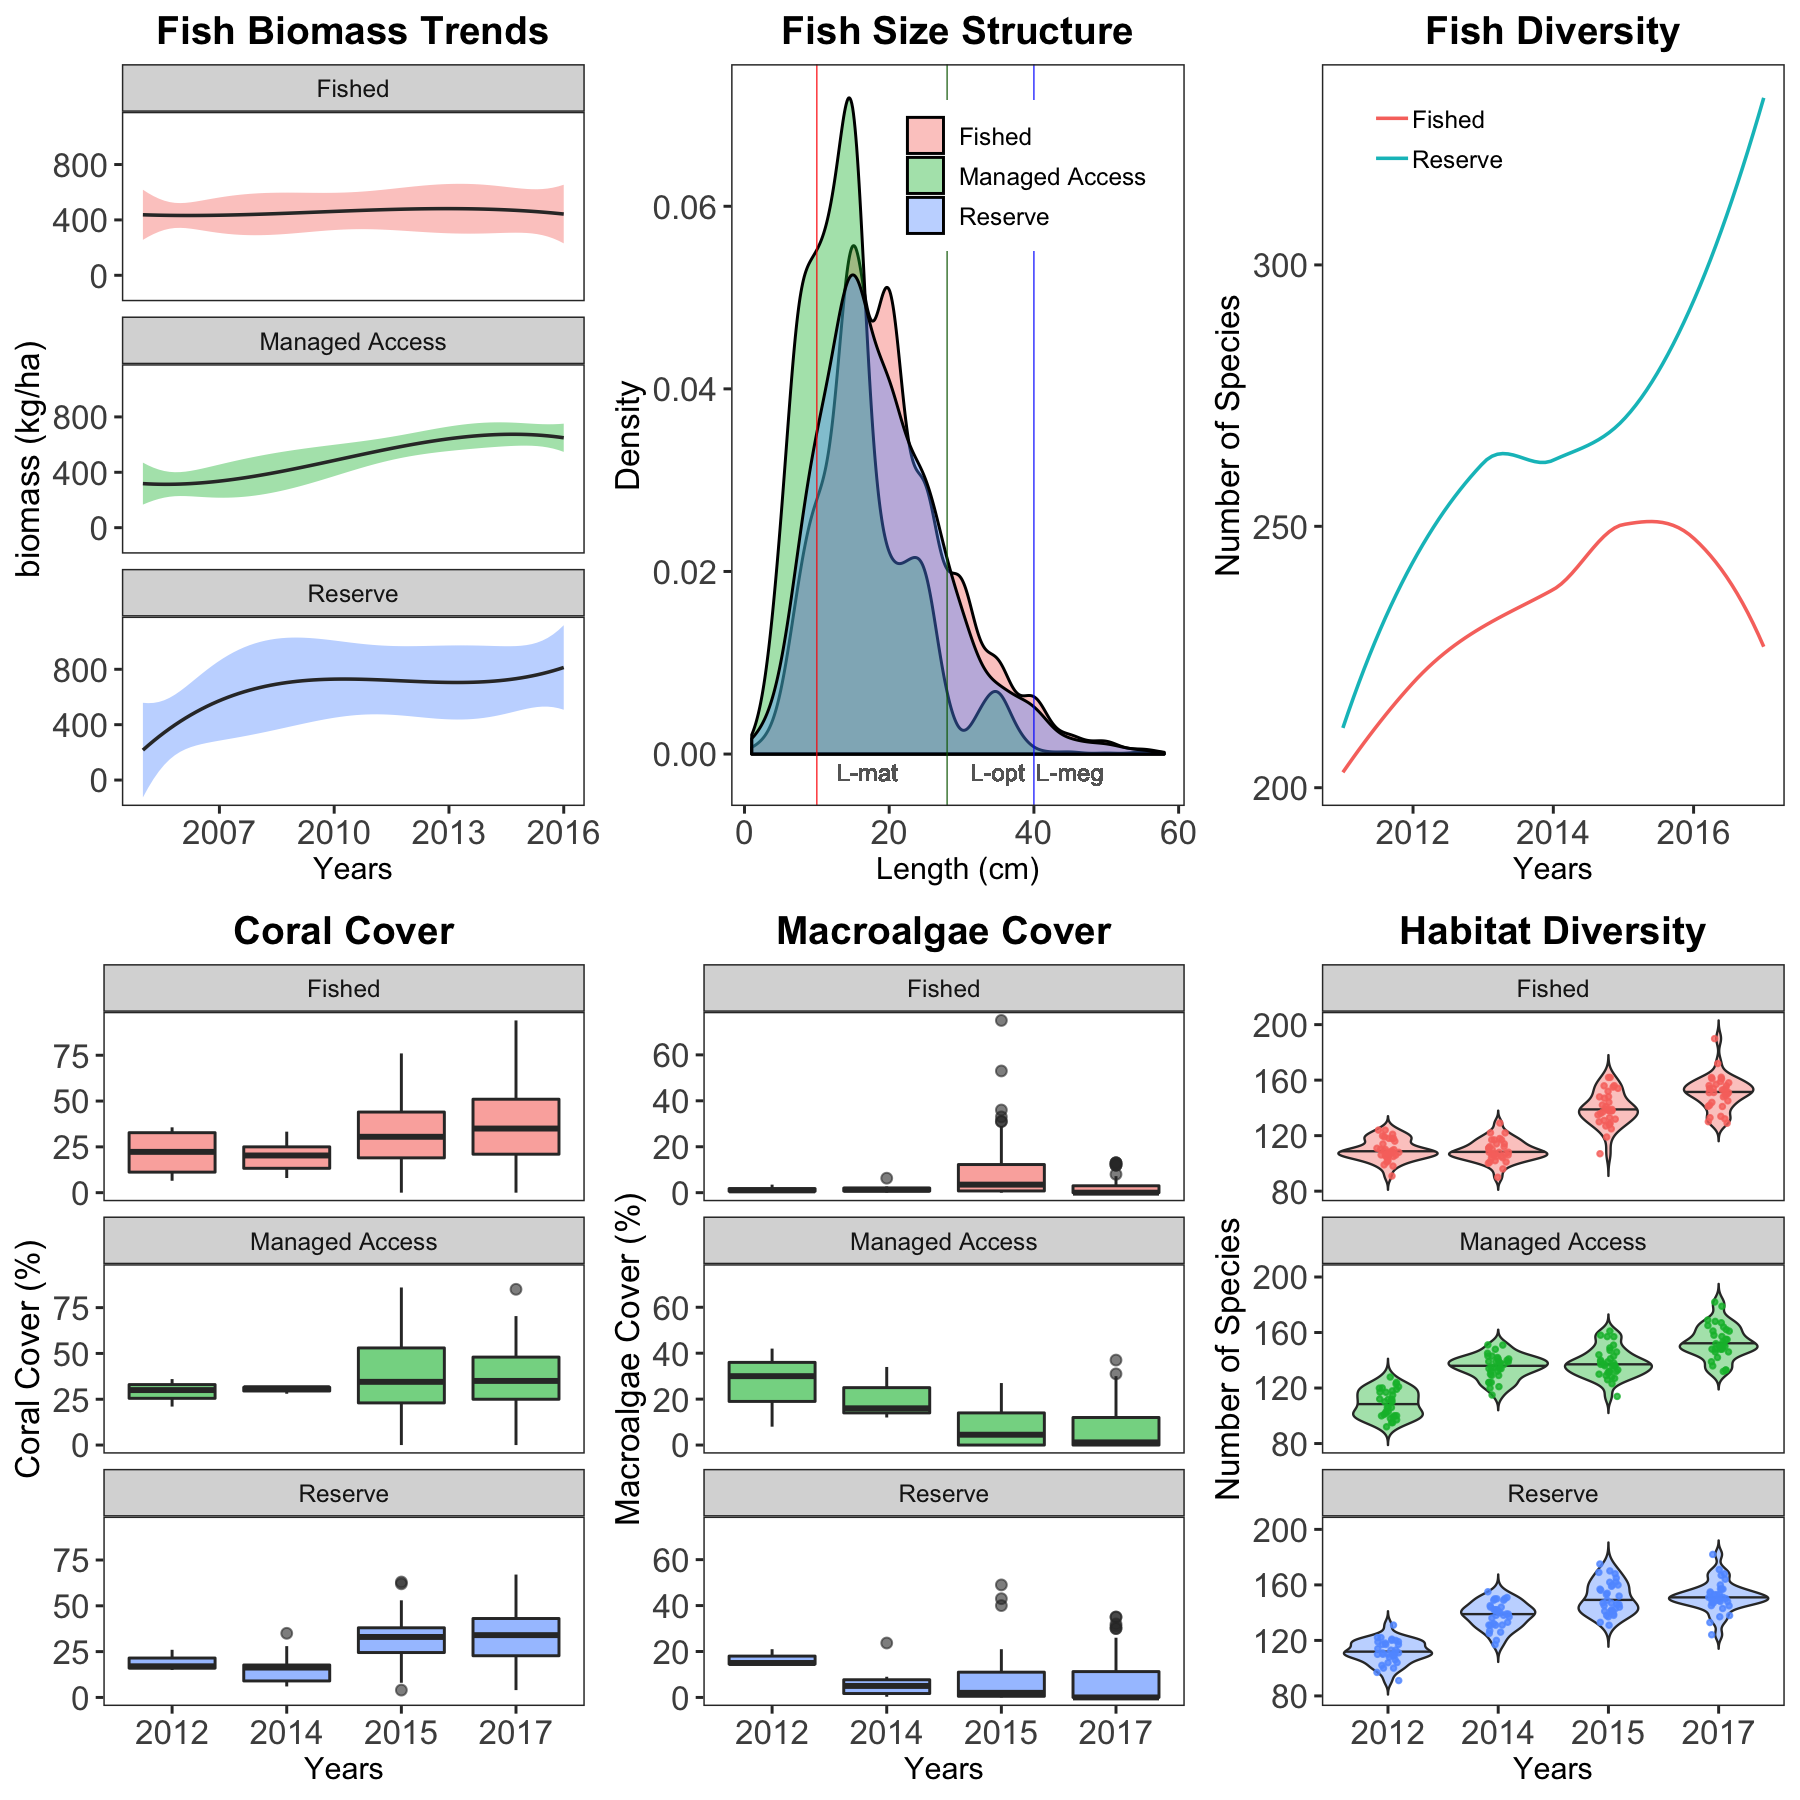 Fish Biomass Trends
Fished
800
400
0
Managed Access
800
400
0
Reserve
800
400
0
biomass (kg/ha)
2007 2010 2013 2016
Years
Fish Size Structure
Fished
Managed Access
Reserve
0.06
0.04
0.02
0.00
Density
L-mat L-opt L-meg
0 20 40 60
Length (cm)
Fish Diversity
Fished
Reserve
300
250
200
Number of Species
2012 2014 2016
Years
Coral Cover
Fished
75
50
25
0
Managed Access
75
50
25
0
Reserve
75
50
25
0
Coral Cover (%)
2012 2014 2015 2017
Years
Macroalgae Cover
Fished
60
40
20
0
Managed Access
60
40
20
0
Reserve
60
40
20
0
Macroalgae Cover (%)
2012 2014 2015 2017
Years
Habitat Diversity
Fished
200
160
120
80
Managed Access
200
160
120
80
Reserve
200
160
120
80
Number of Species
2012 2014 2015 2017
Years